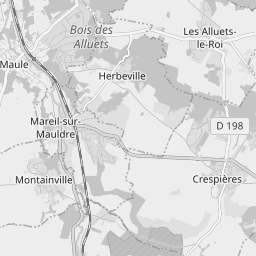 Bois des
Alluets
Les Alluets-
le-Roi
Maule
Herbeville
Mareil-sur-
Mauldre
D 198
Montainville
Crespières